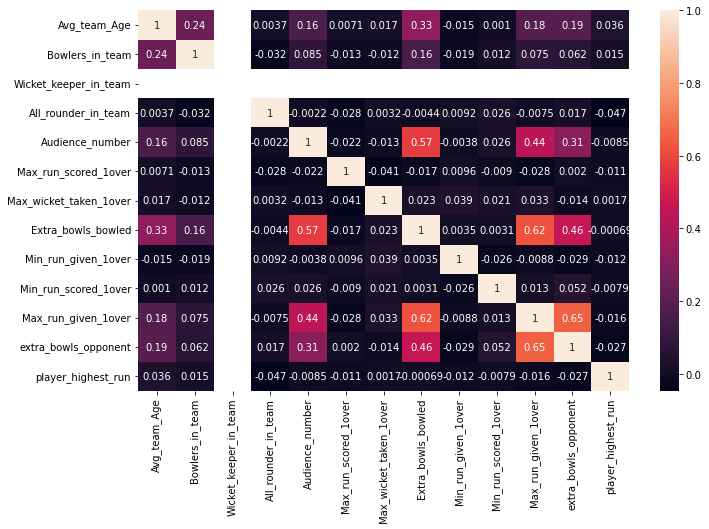 Avg_team_Age 1 0.24 0.0037 0.16 0.0071 0.017 0.33 -0.015 0.001 0.18 0.19 0.036
Bowlers_in_team 0.24 1 -0.032 0.085 -0.013 -0.012 0.16 -0.019 0.012 0.075 0.062 0.015
Wicket_keeper_in_team
All_rounder_in_team 0.0037 -0.032 1 -0.0022 -0.028 0.0032 -0.0044 0.0092 0.026 -0.0075 0.017 -0.047
Audience_number 0.16 0.085 -0.0022 1 -0.022 -0.013 0.57 -0.0038 0.026 0.44 0.31 -0.0085
Max_run_scored_1over 0.0071 -0.013 -0.028 -0.022 1 -0.041 -0.017 0.0096 -0.009 -0.028 0.002 -0.011
Max_wicket_taken_1over 0.017 -0.012 0.0032 -0.013 -0.041 1 0.023 0.039 0.021 0.033 -0.014 0.0017
Extra_bowls_bowled 0.33 0.16 -0.0044 0.57 -0.017 0.023 1 0.0035 0.0031 0.62 0.46 -0.00069
Min_run_given_1over -0.015 -0.019 0.0092 -0.0038 0.0096 0.039 0.0035 1 -0.026 -0.0088 -0.029 -0.012
Min_run_scored_1over 0.001 0.012 0.026 0.026 -0.009 0.021 0.0031 -0.026 1 0.013 0.052 -0.0079
Max_run_given_1over 0.18 0.075 -0.0075 0.44 -0.028 0.033 0.62 -0.0088 0.013 1 0.65 -0.016
extra_bowls_opponent 0.19 0.062 0.017 0.31 0.002 -0.014 0.46 -0.029 0.052 0.65 1 -0.027
player_highest_run 0.036 0.015 -0.047 -0.0085 -0.011 0.0017 -0.00069 -0.012 -0.0079 -0.016 -0.027 1
Avg_team_Age
Bowlers_in_team
Wicket_keeper_in_team
All_rounder_in_team
Audience_number
Max_run_scored_1over
Max_wicket_taken_1over
Extra_bowls_bowled
Min_run_given_1over
Min_run_scored_1over
Max_run_given_1over
extra_bowls_opponent
player_highest_run
1.0
0.8
0.6
0.4
0.2
0.0